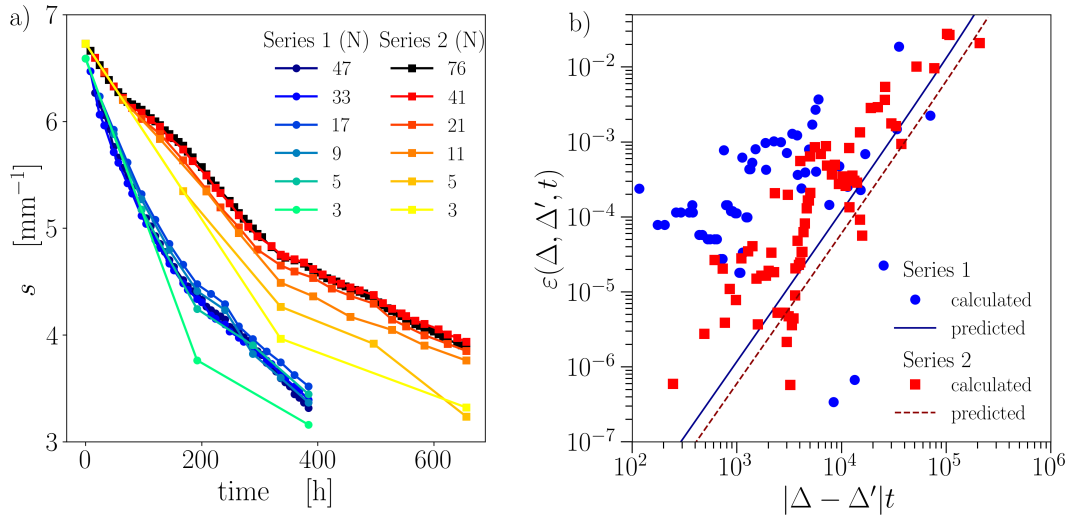 a)
7
6
5
4
3
s [mm⁻¹]
0
200
400
600
time [h]
Series 1 (N) Series 2 (N)
47 76
33 41
17 21
9 11
5 5
3 3
b)
10⁻²
10⁻³
10⁻⁴
10⁻⁵
10⁻⁶
10⁻⁷
ε(Δ, Δ′, t)
10² 10³ 10⁴ 10⁵ 10⁶
|Δ − Δ′|t
Series 1
calculated
predicted
Series 2
calculated
predicted